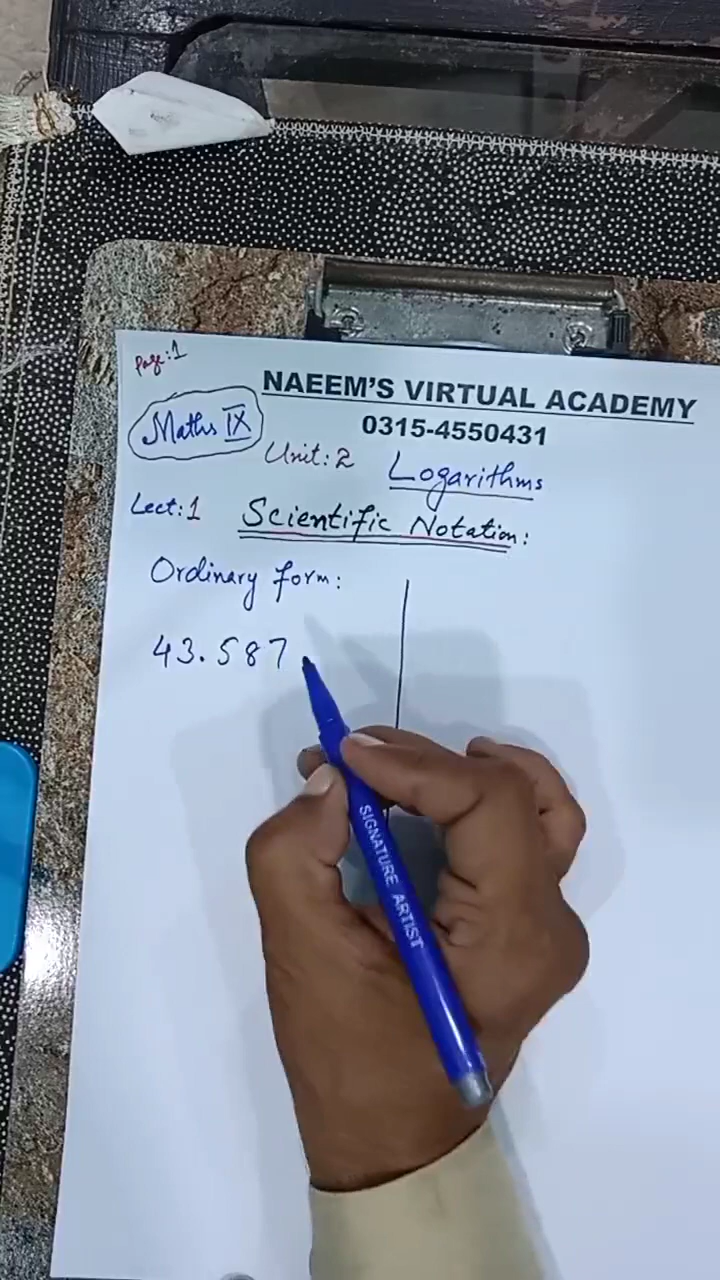 Page:1
NAEEM'S VIRTUAL ACADEMY
0315-4550431
Maths IX
Unit:2 Logarithms
Lect:1 Scientific Notation:
Ordinary form:
43.587
SIGNATURE ARTIST